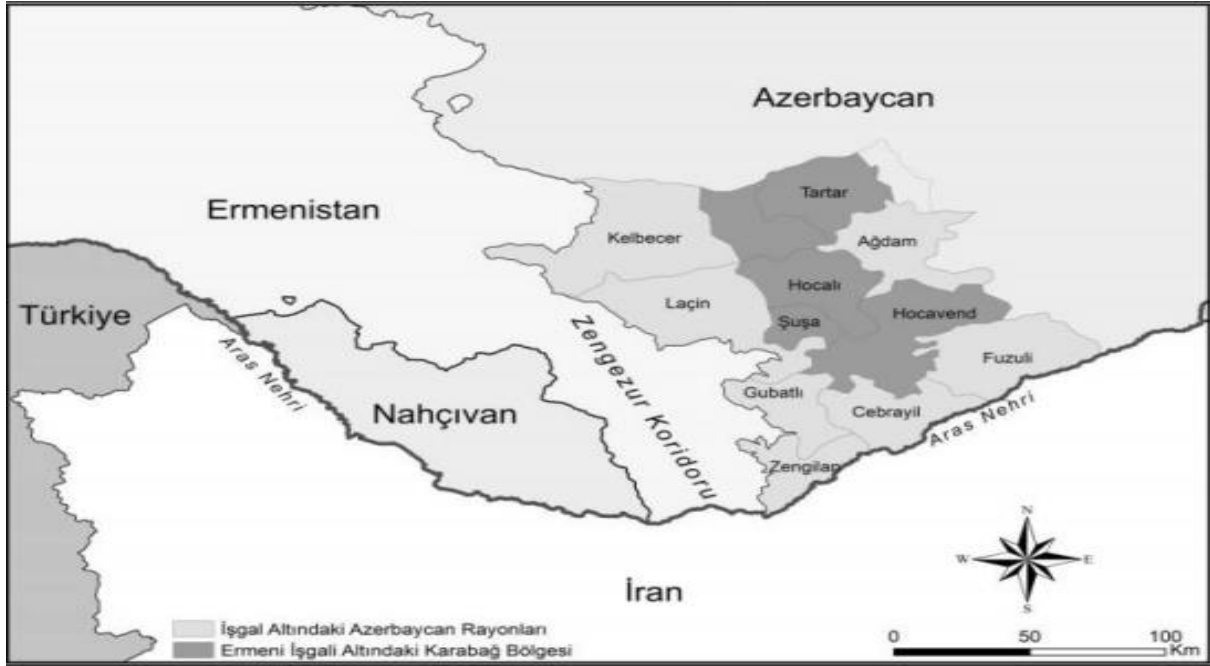 Azerbaycan
Ermenistan
Tartar
Kelbecer
Ağdam
Laçin
Hocalı
Hocavend
Şuşa
Türkiye
Fuzuli
Zengezur Koridoru
Aras Nehri
Gubatlı
Nahçıvan
Cebrayil
Aras Nehri
Zengilan
N
W
E
S
İran
İşgal Altındaki Azerbaycan Rayonları
Ermeni İşgali Altındaki Karabağ Bölgesi
0 50 100
Km